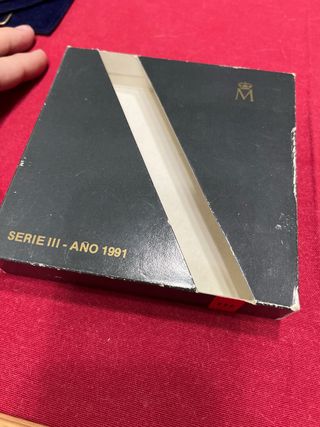 M
SERIE III - AÑO 1991